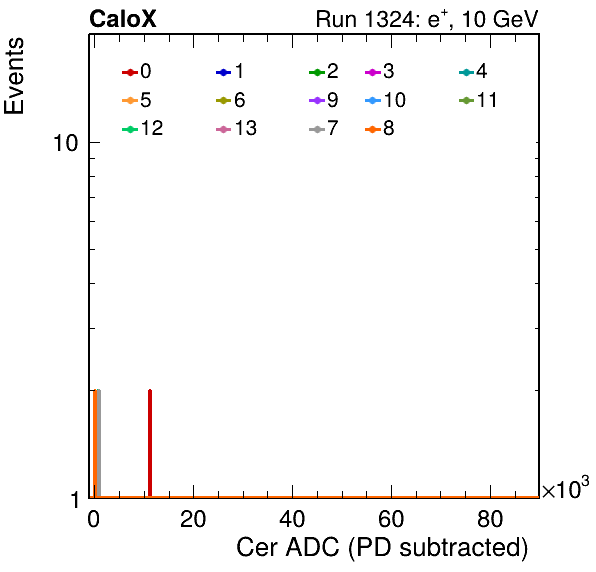 CaloX Run 1324: e+, 10 GeV
Events
0 1 2 3 4
5 6 9 10 11
12 13 7 8
10
1
0 20 40 60 80 ×10³
Cer ADC (PD subtracted)